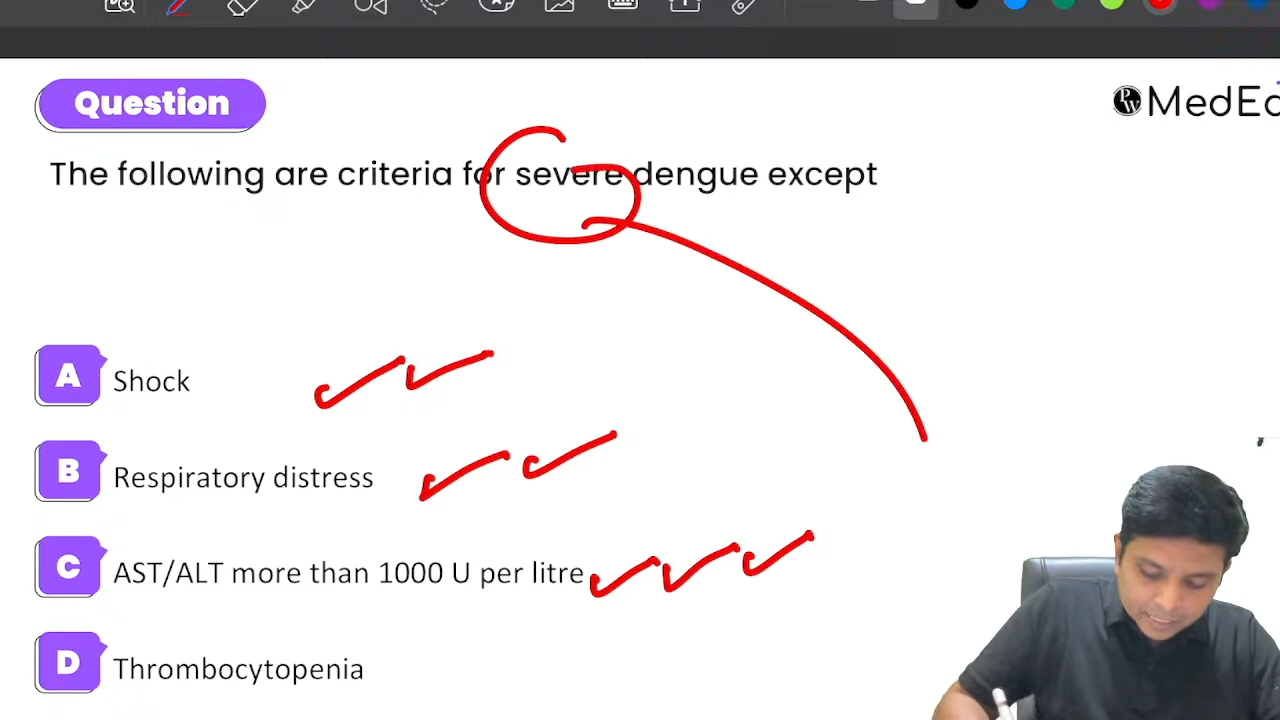 Question
PW MedEd
The following are criteria for severe dengue except
A Shock
B Respiratory distress
C AST/ALT more than 1000 U per litre
D Thrombocytopenia